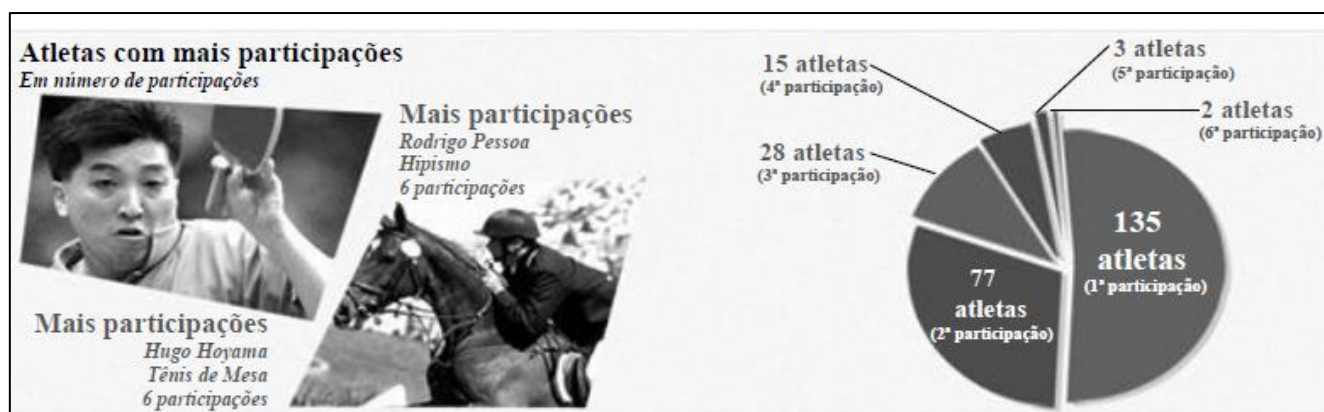 Atletas com mais participações
Em número de participações
Mais participações
Rodrigo Pessoa
Hipismo
6 participações
Mais participações
Hugo Hoyama
Tênis de Mesa
6 participações
3 atletas
(5ª participação)
15 atletas
(4ª participação)
2 atletas
(6ª participação)
28 atletas
(3ª participação)
135
atletas
(1ª participação)
77
atletas
(2ª participação)